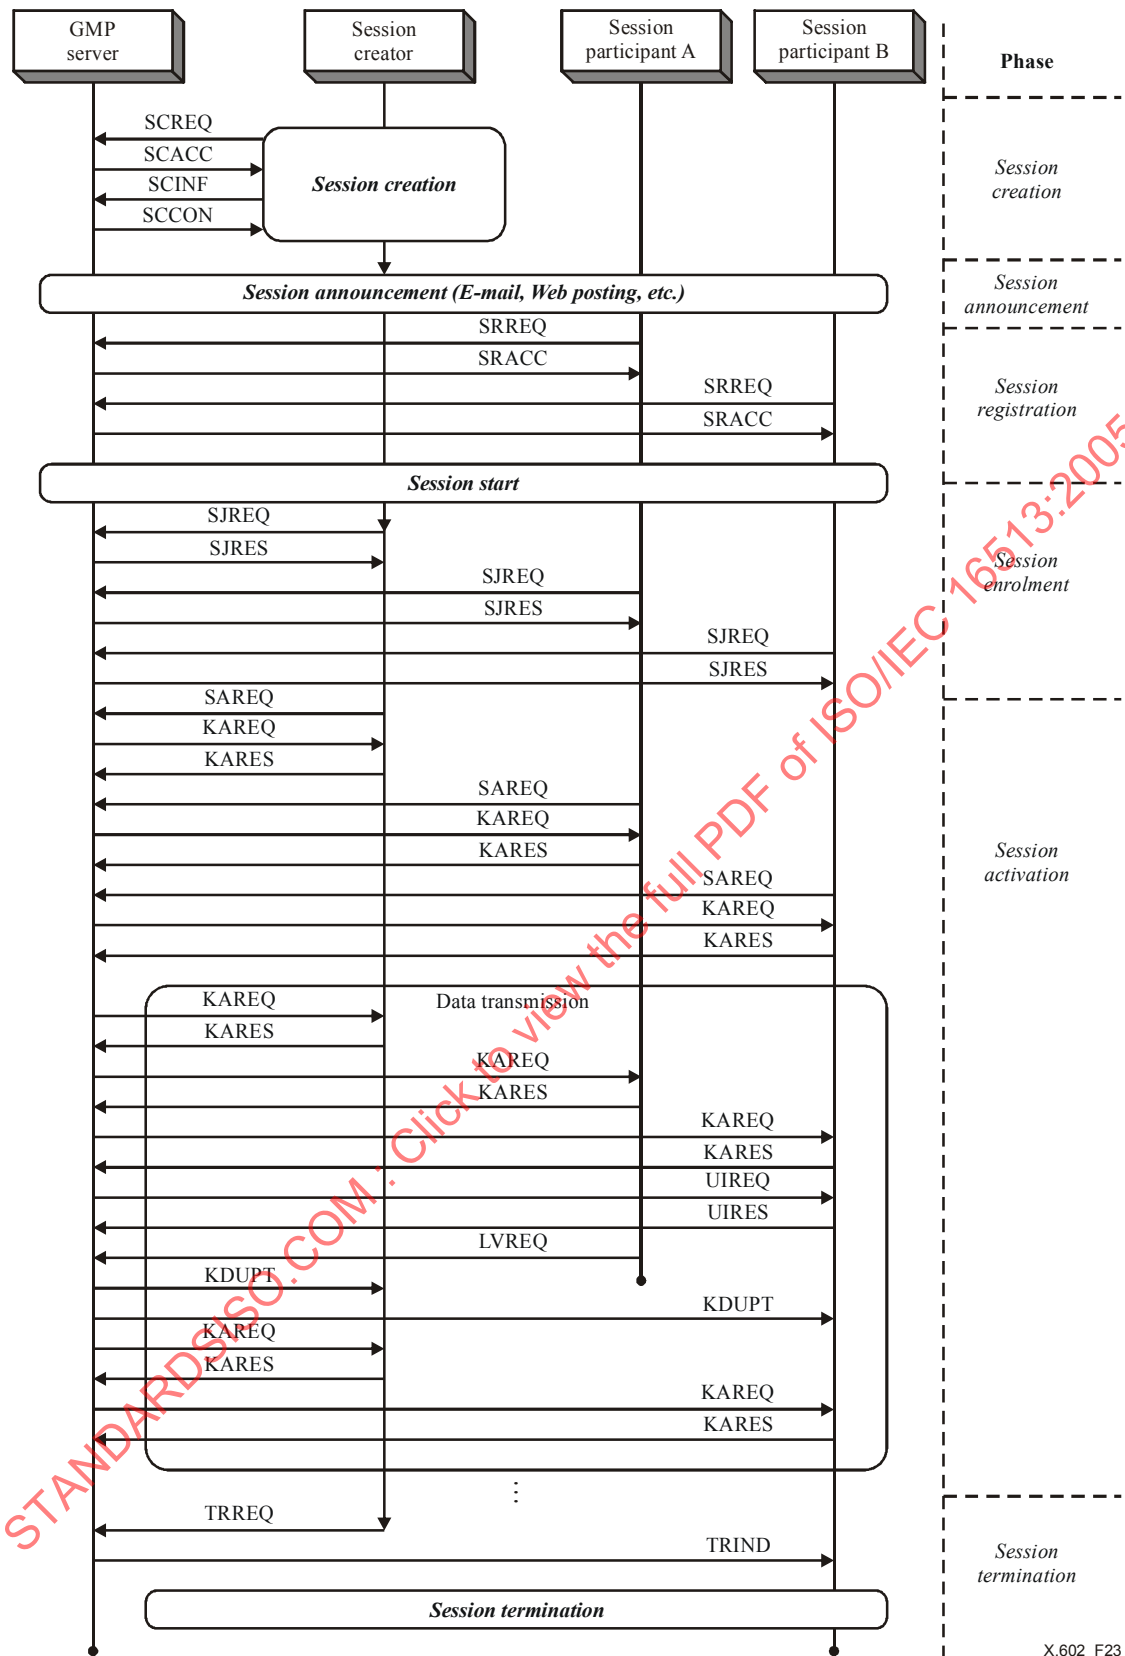 GMP
server
Session
creator
Session
participant A
Session
participant B
Phase
SCREQ
SCACC
SCINF
SCCON
Session creation
Session
creation
Session announcement (E-mail, Web posting, etc.)
Session
announcement
SRREQ
SRACC
SRREQ
SRACC
Session
registration
Session start
SJREQ
SJRES
SJREQ
SJRES
SJREQ
SJRES
Session
enrolment
SAREQ
KAREQ
KARES
SAREQ
KAREQ
KARES
SAREQ
KAREQ
KARES
Session
activation
Data transmission
KAREQ
KARES
KAREQ
KARES
KAREQ
KARES
UIREQ
UIRES
LVREQ
KDUPT
KDUPT
KAREQ
KARES
KAREQ
KARES
TRREQ
TRIND
Session
termination
Session termination
X.602_F23
STANDARDSISO.COM : Click to view the full PDF of ISO/IEC 16513:2005